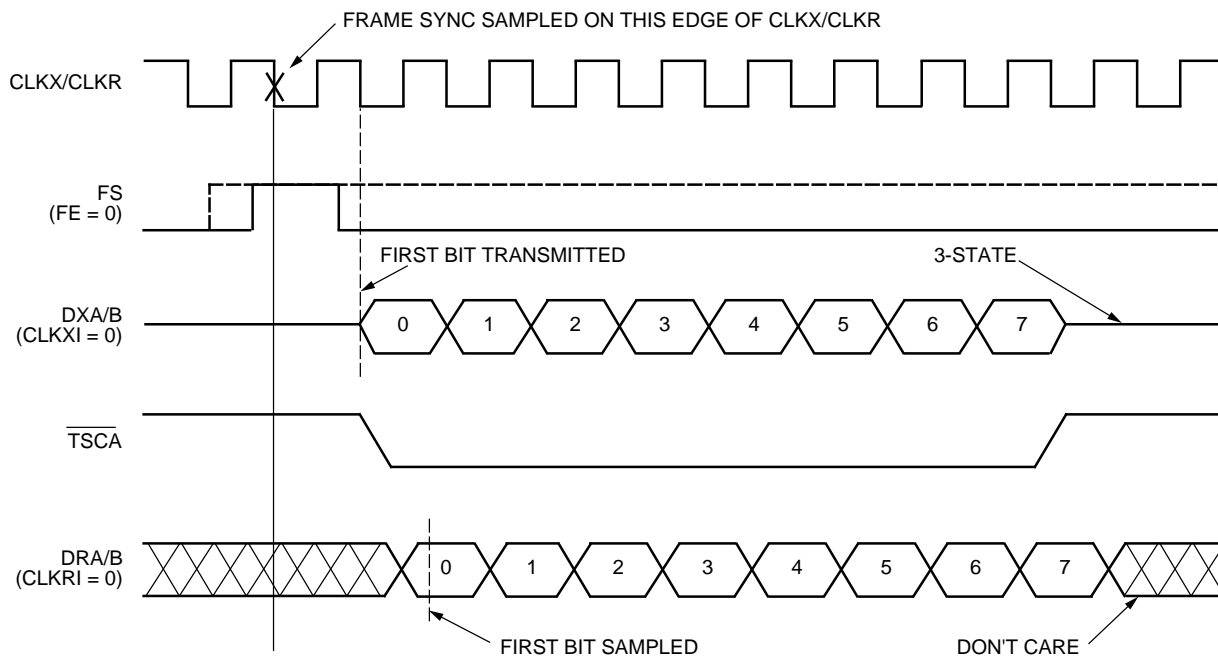 FRAME SYNC SAMPLED ON THIS EDGE OF CLKX/CLKR
CLKX/CLKR
FS
(FE = 0)
FIRST BIT TRANSMITTED
3-STATE
DXA/B
(CLKXI = 0)
0 1 2 3 4 5 6 7
TSCA
DRA/B
(CLKRI = 0)
0 1 2 3 4 5 6 7
FIRST BIT SAMPLED
DON'T CARE